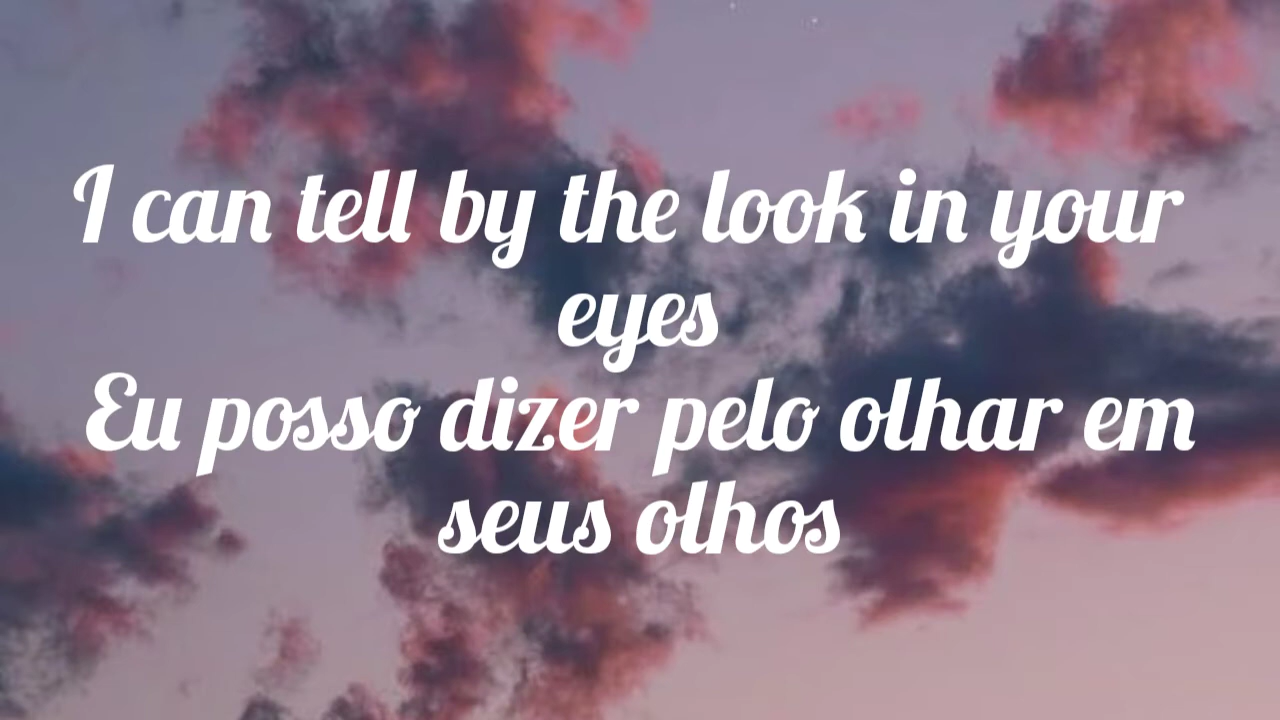 I can tell by the look in your
eyes
Eu posso dizer pelo olhar em
seus olhos